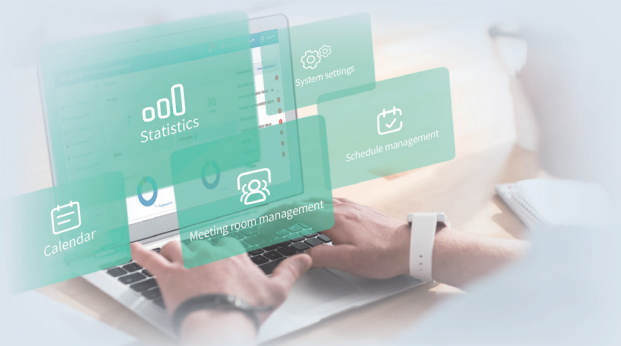 System settings
Statistics
Schedule management
Meeting room management
Calendar